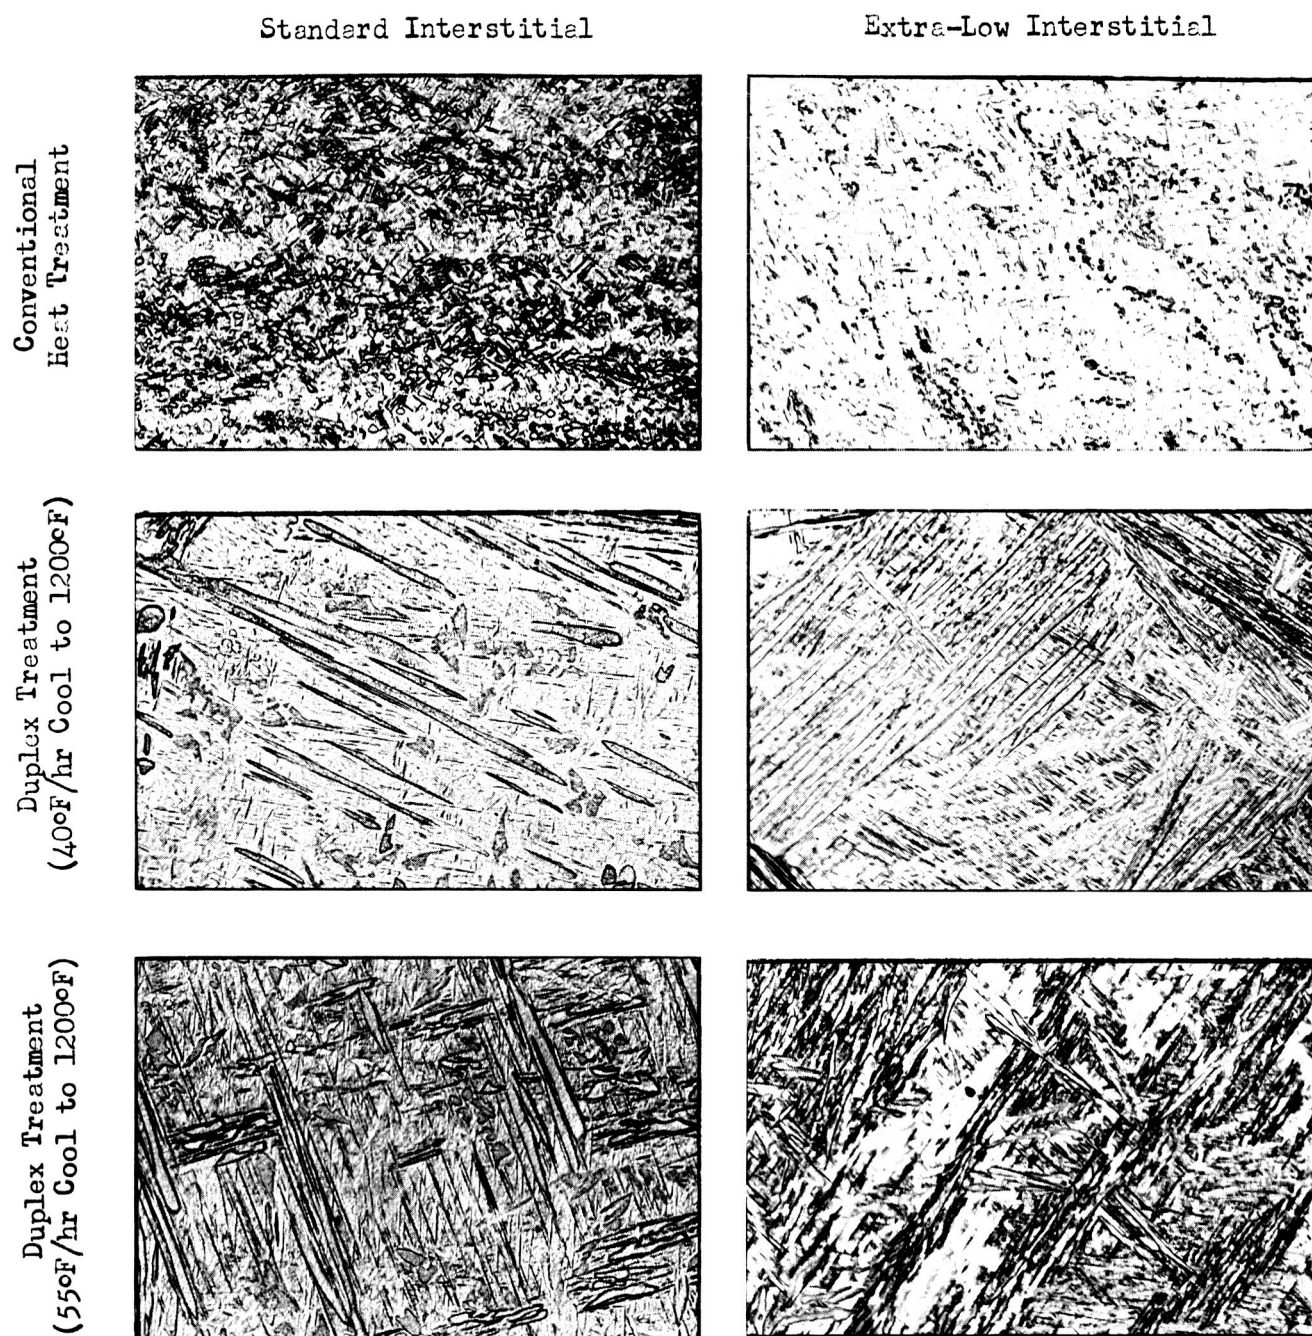 Standard Interstitial
Extra-Low Interstitial
Conventional
Heat Treatment
Duplex Treatment
(40°F/hr Cool to 1200°F)
Duplex Treatment
(550F/hr Cool to 1200°F)